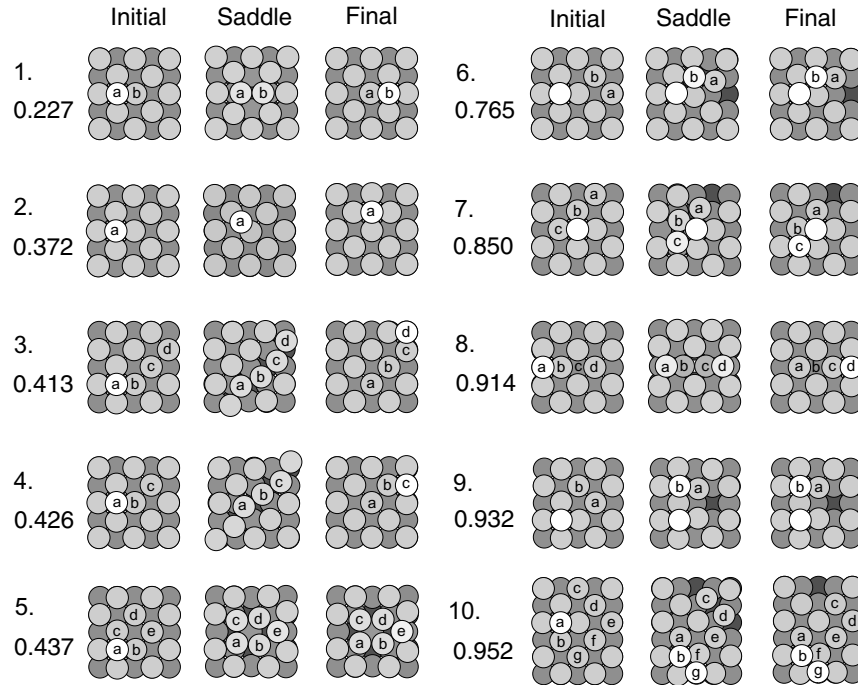 Initial Saddle Final Initial Saddle Final
1.
0.227
a b a b a b
6.
0.765
b a b a b a
2.
0.372
a a a
7.
0.850
a b c a b c a b c
3.
0.413
d c a b d c b a d c b a
8.
0.914
a b c d a b c d a b c d
4.
0.426
c a b c b a b c a
9.
0.932
b a b a b a
5.
0.437
d c e a b c d e a b c d e a b
10.
0.952
c d a e b f g c d a e b f g c d a e b f g